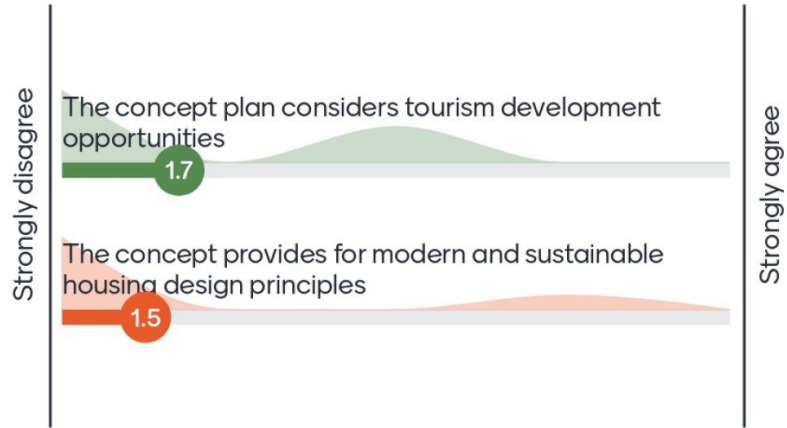 Strongly disagree
The concept plan considers tourism development
opportunities
1.7
The concept provides for modern and sustainable
housing design principles
1.5
Strongly agree